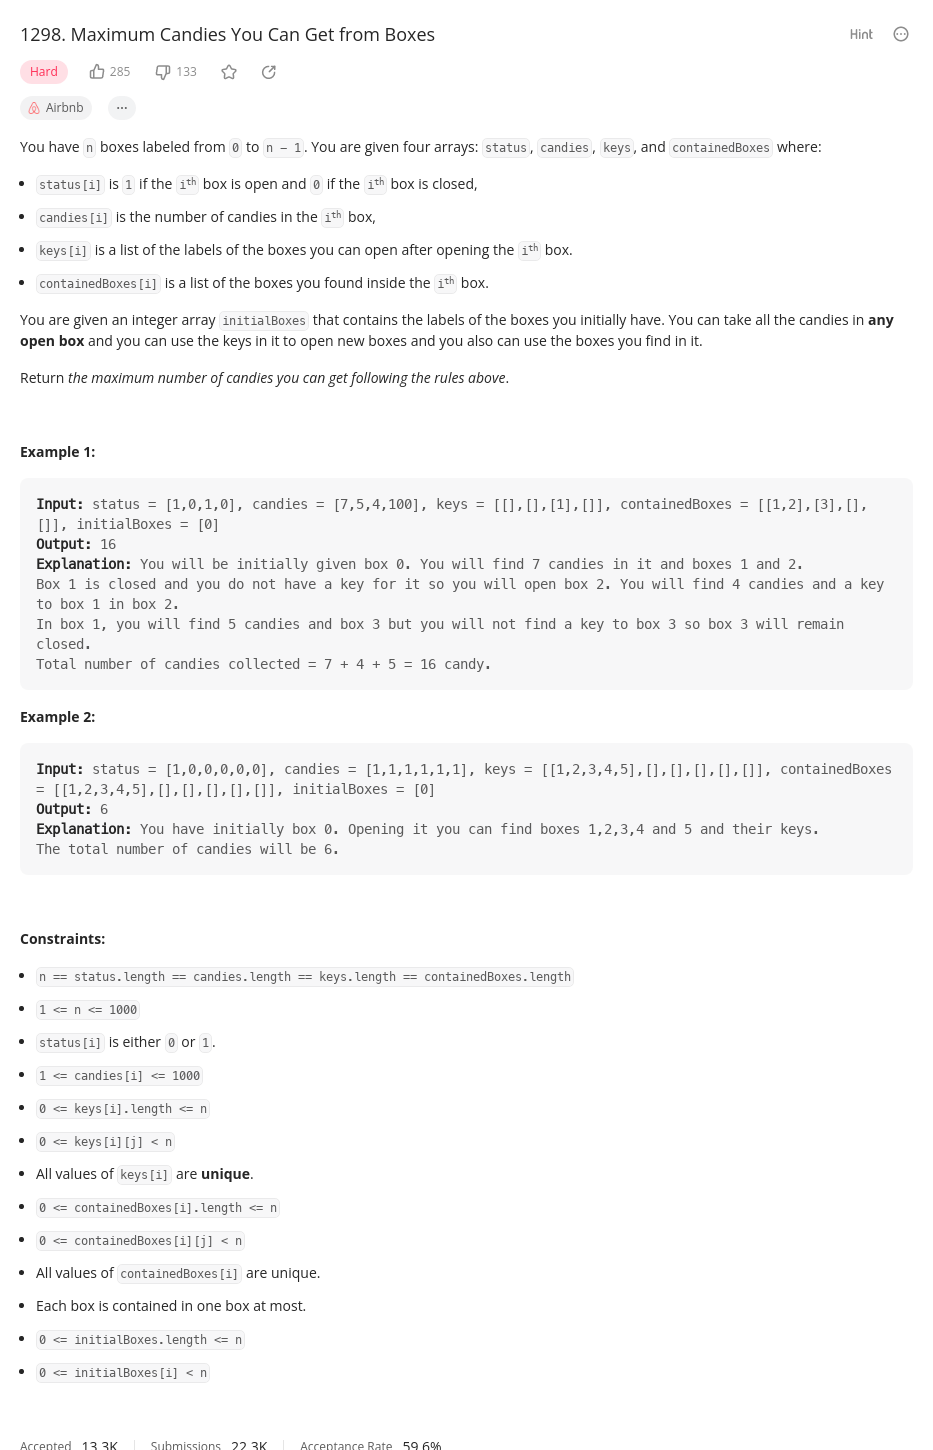 1298. Maximum Candies You Can Get from Boxes
Hint
Hard 285 133
Airbnb ...
You have n boxes labeled from 0 to n - 1. You are given four arrays: status, candies, keys, and containedBoxes where:
• status[i] is 1 if the ith box is open and 0 if the ith box is closed,
• candies[i] is the number of candies in the ith box,
• keys[i] is a list of the labels of the boxes you can open after opening the ith box.
• containedBoxes[i] is a list of the boxes you found inside the ith box.
You are given an integer array initialBoxes that contains the labels of the boxes you initially have. You can take all the candies in any
open box and you can use the keys in it to open new boxes and you also can use the boxes you find in it.
Return the maximum number of candies you can get following the rules above.
Example 1:
Input: status = [1,0,1,0], candies = [7,5,4,100], keys = [[],[],[1],[]], containedBoxes = [[1,2],[3],[],
[]], initialBoxes = [0]
Output: 16
Explanation: You will be initially given box 0. You will find 7 candies in it and boxes 1 and 2.
Box 1 is closed and you do not have a key for it so you will open box 2. You will find 4 candies and a key
to box 1 in box 2.
In box 1, you will find 5 candies and box 3 but you will not find a key to box 3 so box 3 will remain
closed.
Total number of candies collected = 7 + 4 + 5 = 16 candy.
Example 2:
Input: status = [1,0,0,0,0,0], candies = [1,1,1,1,1,1], keys = [[1,2,3,4,5],[],[],[],[],[]], containedBoxes
= [[1,2,3,4,5],[],[],[],[],[]], initialBoxes = [0]
Output: 6
Explanation: You have initially box 0. Opening it you can find boxes 1,2,3,4 and 5 and their keys.
The total number of candies will be 6.
Constraints:
• n == status.length == candies.length == keys.length == containedBoxes.length
• 1 <= n <= 1000
• status[i] is either 0 or 1.
• 1 <= candies[i] <= 1000
• 0 <= keys[i].length <= n
• 0 <= keys[i][j] < n
• All values of keys[i] are unique.
• 0 <= containedBoxes[i].length <= n
• 0 <= containedBoxes[i][j] < n
• All values of containedBoxes[i] are unique.
• Each box is contained in one box at most.
• 0 <= initialBoxes.length <= n
• 0 <= initialBoxes[i] < n
Accepted 13.3K Submissions 22.3K Acceptance Rate 59.6%